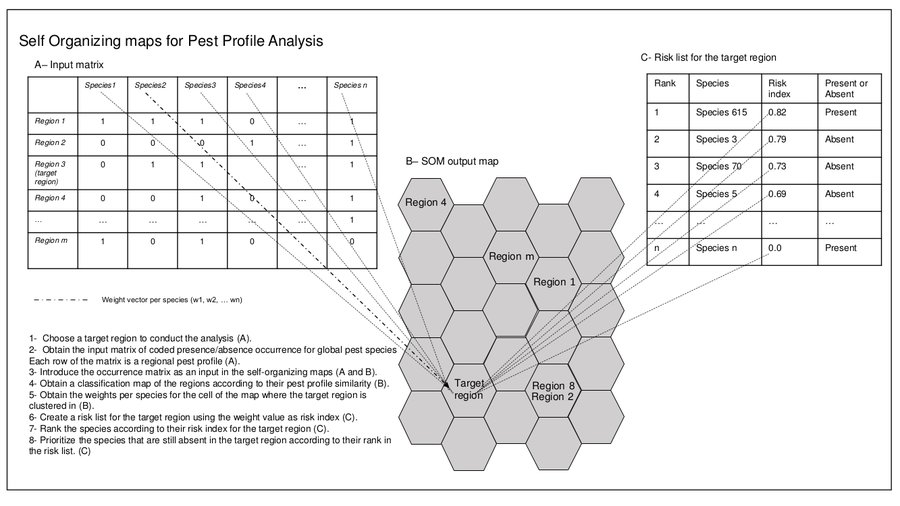 Self Organizing maps for Pest Profile Analysis
A– Input matrix
Species1 Species2 Species3 Species4 ... Species n
Region 1 1 1 1 0 ... 1
Region 2 0 0 0 1 ... 1
Region 3 (target region) 0 1 1 ... 1
Region 4 0 0 1 0 ... 1
... ... ... ... ... ... 1
Region m 1 0 1 0 0
Weight vector per species (w1, w2, ... wn)
1- Choose a target region to conduct the analysis (A).
2- Obtain the input matrix of coded presence/absence occurrence for global pest species
Each row of the matrix is a regional pest profile (A).
3- Introduce the occurrence matrix as an input in the self-organizing maps (A and B).
4- Obtain a classification map of the regions according to their pest profile similarity (B).
5- Obtain the weights per species for the cell of the map where the target region is
clustered in (B).
6- Create a risk list for the target region using the weight value as risk index (C).
7- Rank the species according to their risk index for the target region (C).
8- Prioritize the species that are still absent in the target region according to their rank in
the risk list. (C)
B– SOM output map
Region 4
Region m
Region 1
Target
region
Region 8
Region 2
C- Risk list for the target region
Rank Species Risk index Present or Absent
1 Species 615 0.82 Present
2 Species 3 0.79 Absent
3 Species 70 0.73 Absent
4 Species 5 0.69 Absent
... ... ... ...
n Species n 0.0 Present